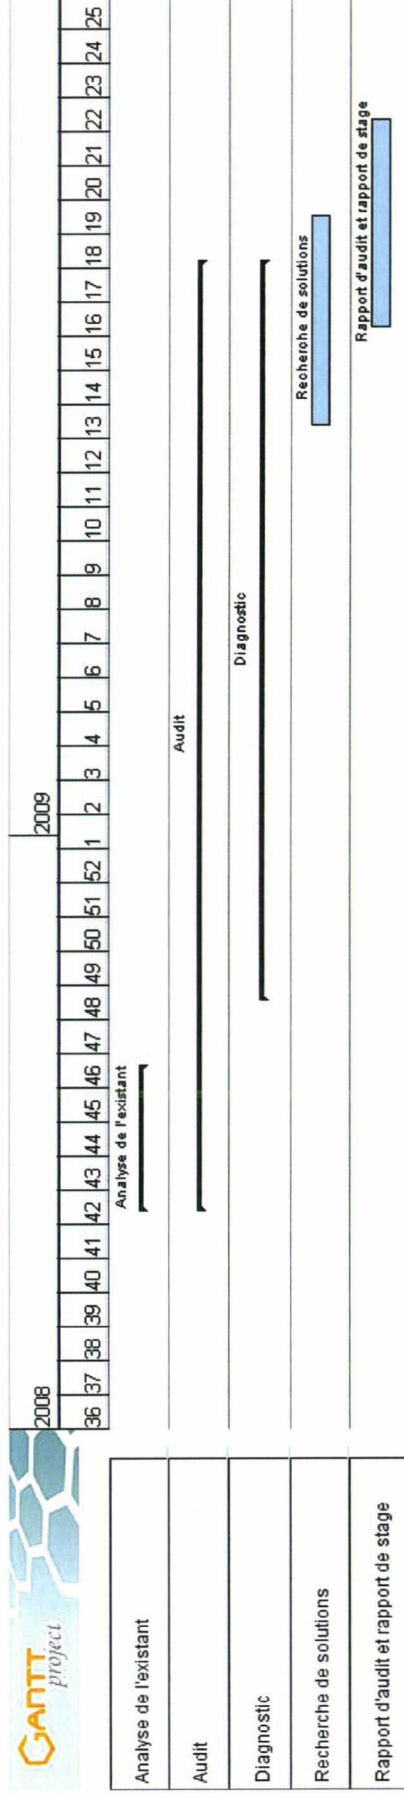 GANTT
project
2008
2009
36 37 38 39 40 41 42 43 44 45 46 47 48 49 50 51 52 1 2 3 4 5 6 7 8 9 10 11 12 13 14 15 16 17 18 19 20 21 22 23 24 25
Analyse de l'existant
Analyse de l'existant
Audit
Audit
Diagnostic
Diagnostic
Recherche de solutions
Recherche de solutions
Rapport d'audit et rapport de stage
Rapport d'audit et rapport de stage